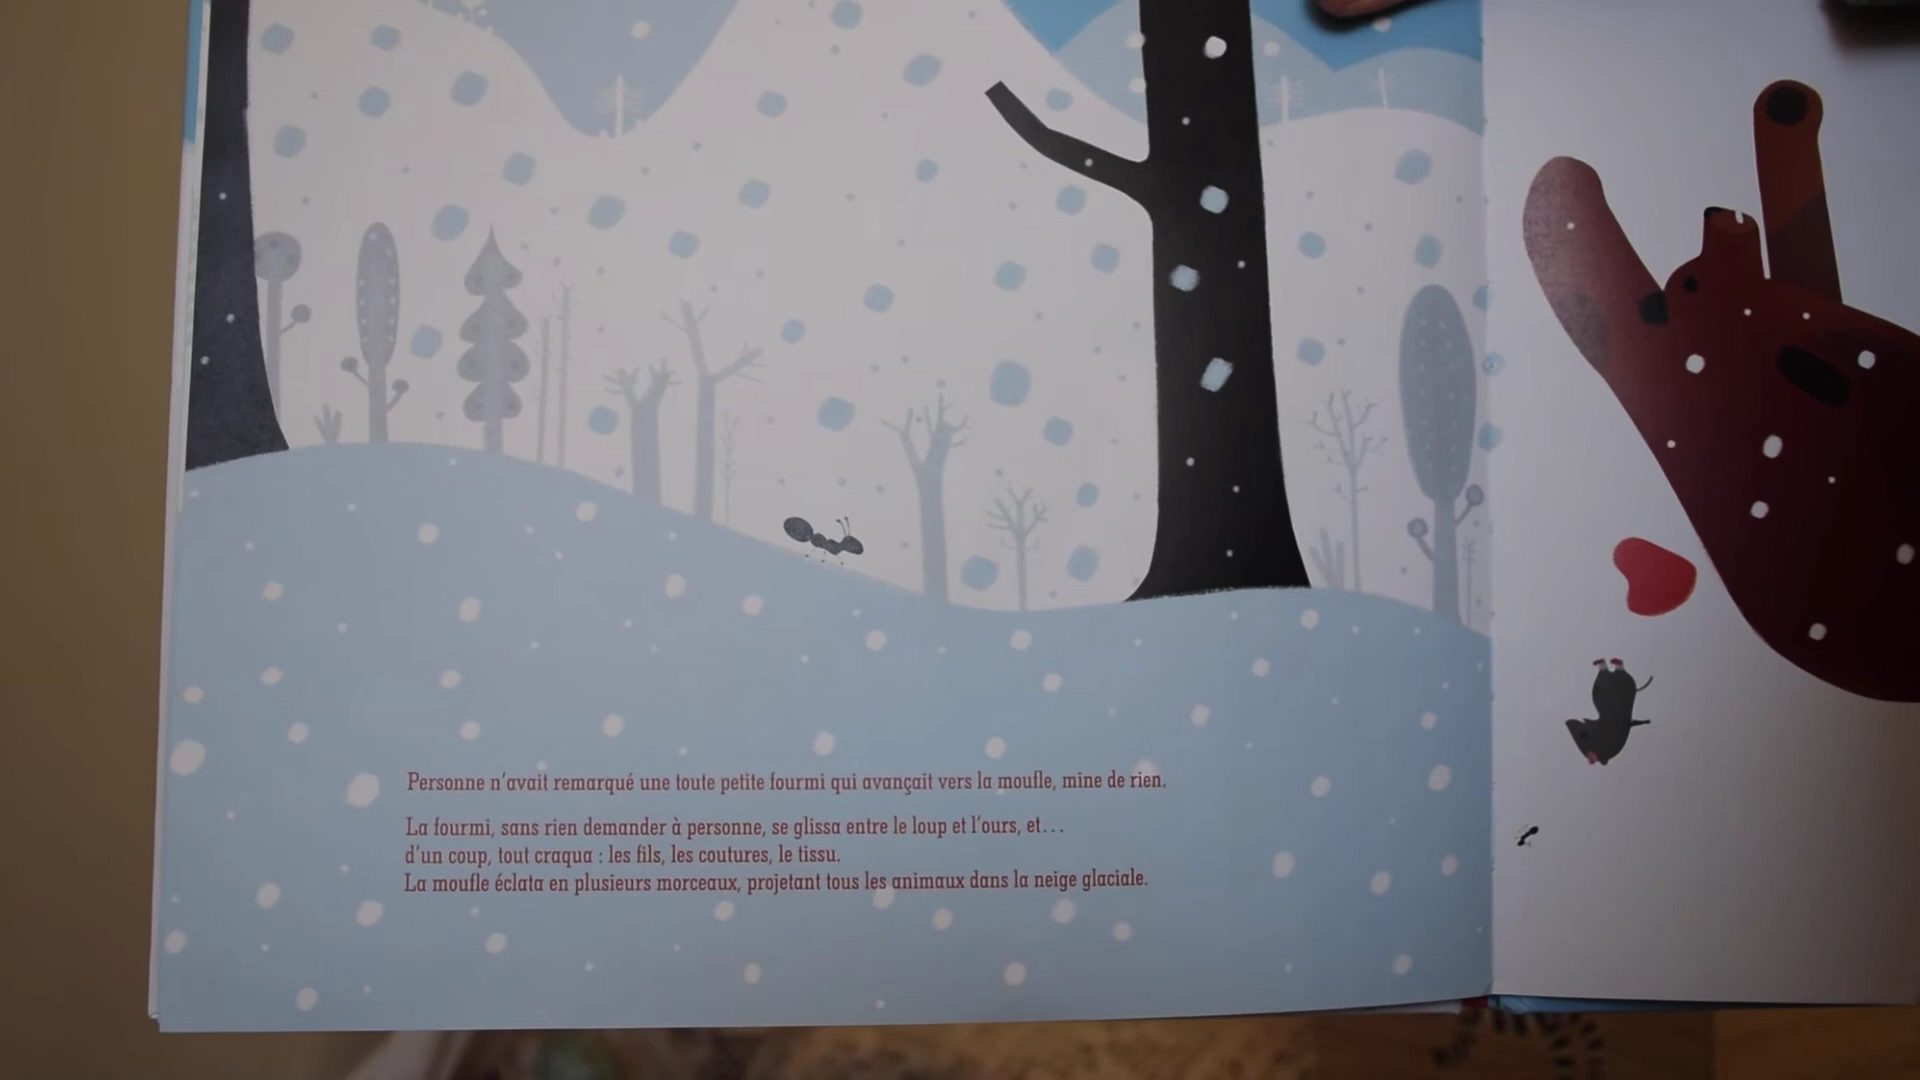 Personne n'avait remarqué une toute petite fourmi qui avançait vers la moufle, mine de rien.
La fourmi, sans rien demander à personne, se glissa entre le loup et l'ours, et…
d'un coup, tout craqua : les fils, les coutures, le tissu.
La moufle éclata en plusieurs morceaux, projetant tous les animaux dans la neige glaciale.